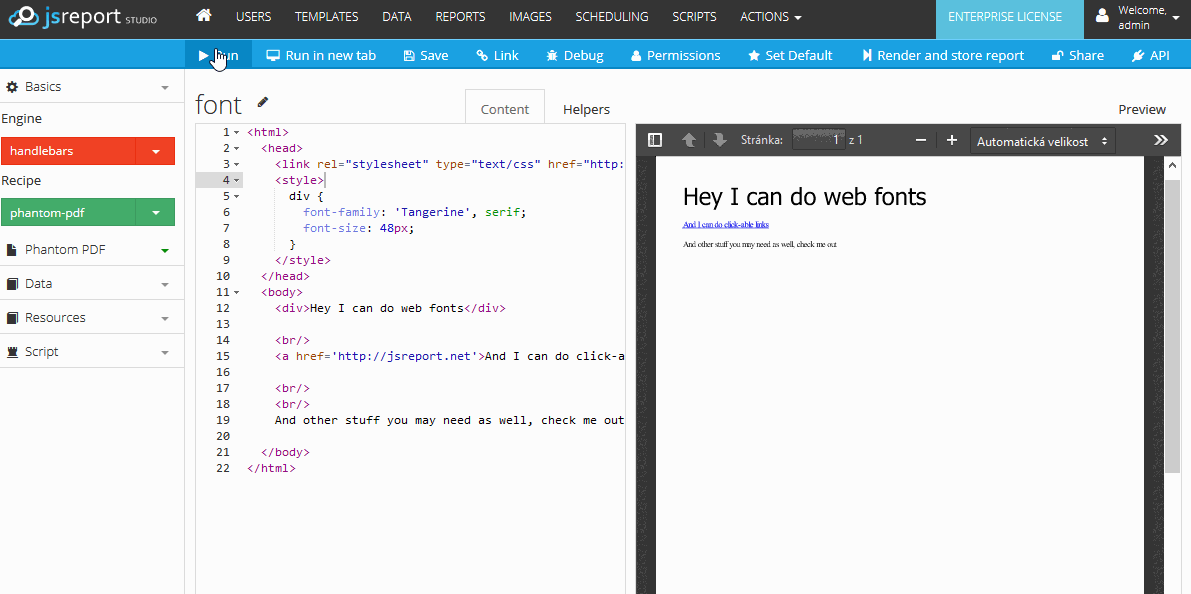 jsreport STUDIO
USERS TEMPLATES DATA REPORTS IMAGES SCHEDULING SCRIPTS ACTIONS
ENTERPRISE LICENSE
Welcome,
admin
Run in new tab Save Link Debug Permissions Set Default Render and store report Share API
Basics
Engine
handlebars
Recipe
phantom-pdf
Phantom PDF
Data
Resources
Script
font
Content Helpers
1 <html>
2 <head>
3 <link rel="stylesheet" type="text/css" href="http:
4 <style>
5 div {
6 font-family: 'Tangerine', serif;
7 font-size: 48px;
8 }
9 </style>
10 </head>
11 <body>
12 <div>Hey I can do web fonts</div>
13
14 <br/>
15 <a href='http://jsreport.net'>And I can do click-a
16
17 <br/>
18 <br/>
19 And other stuff you may need as well, check me out
20
21 </body>
22 </html>
Preview
Stránka: 1 z 1 Automatická velikost
Hey I can do web fonts
And I can do click-able links
And other stuff you may need as well, check me out